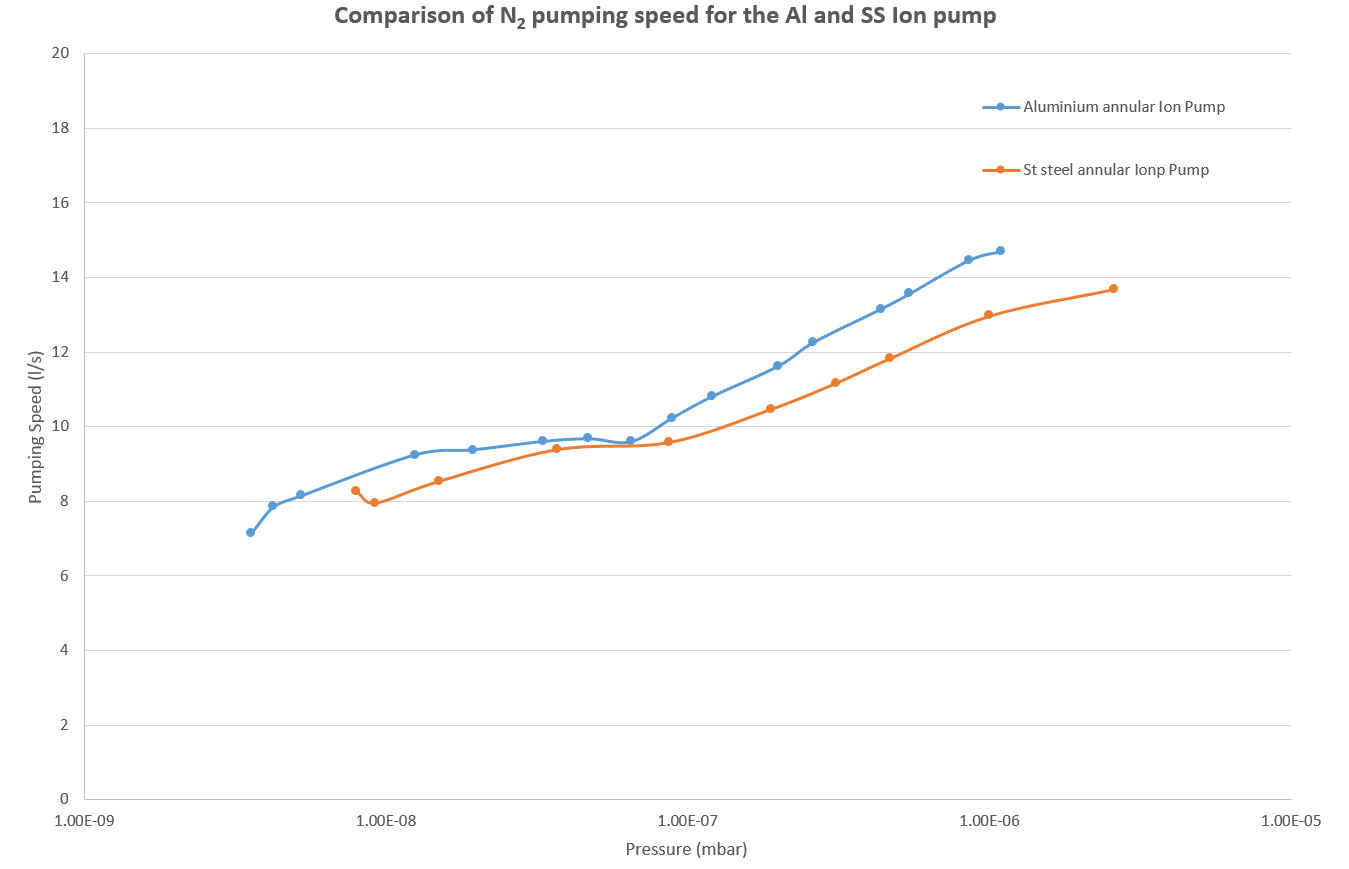 Comparison of N₂ pumping speed for the Al and SS Ion pump
20
18
16
14
12
10
8
6
4
2
0
Pumping Speed (l/s)
Aluminium annular Ion Pump
St steel annular Ionp Pump
1.00E-09 1.00E-08 1.00E-07 1.00E-06 1.00E-05
Pressure (mbar)